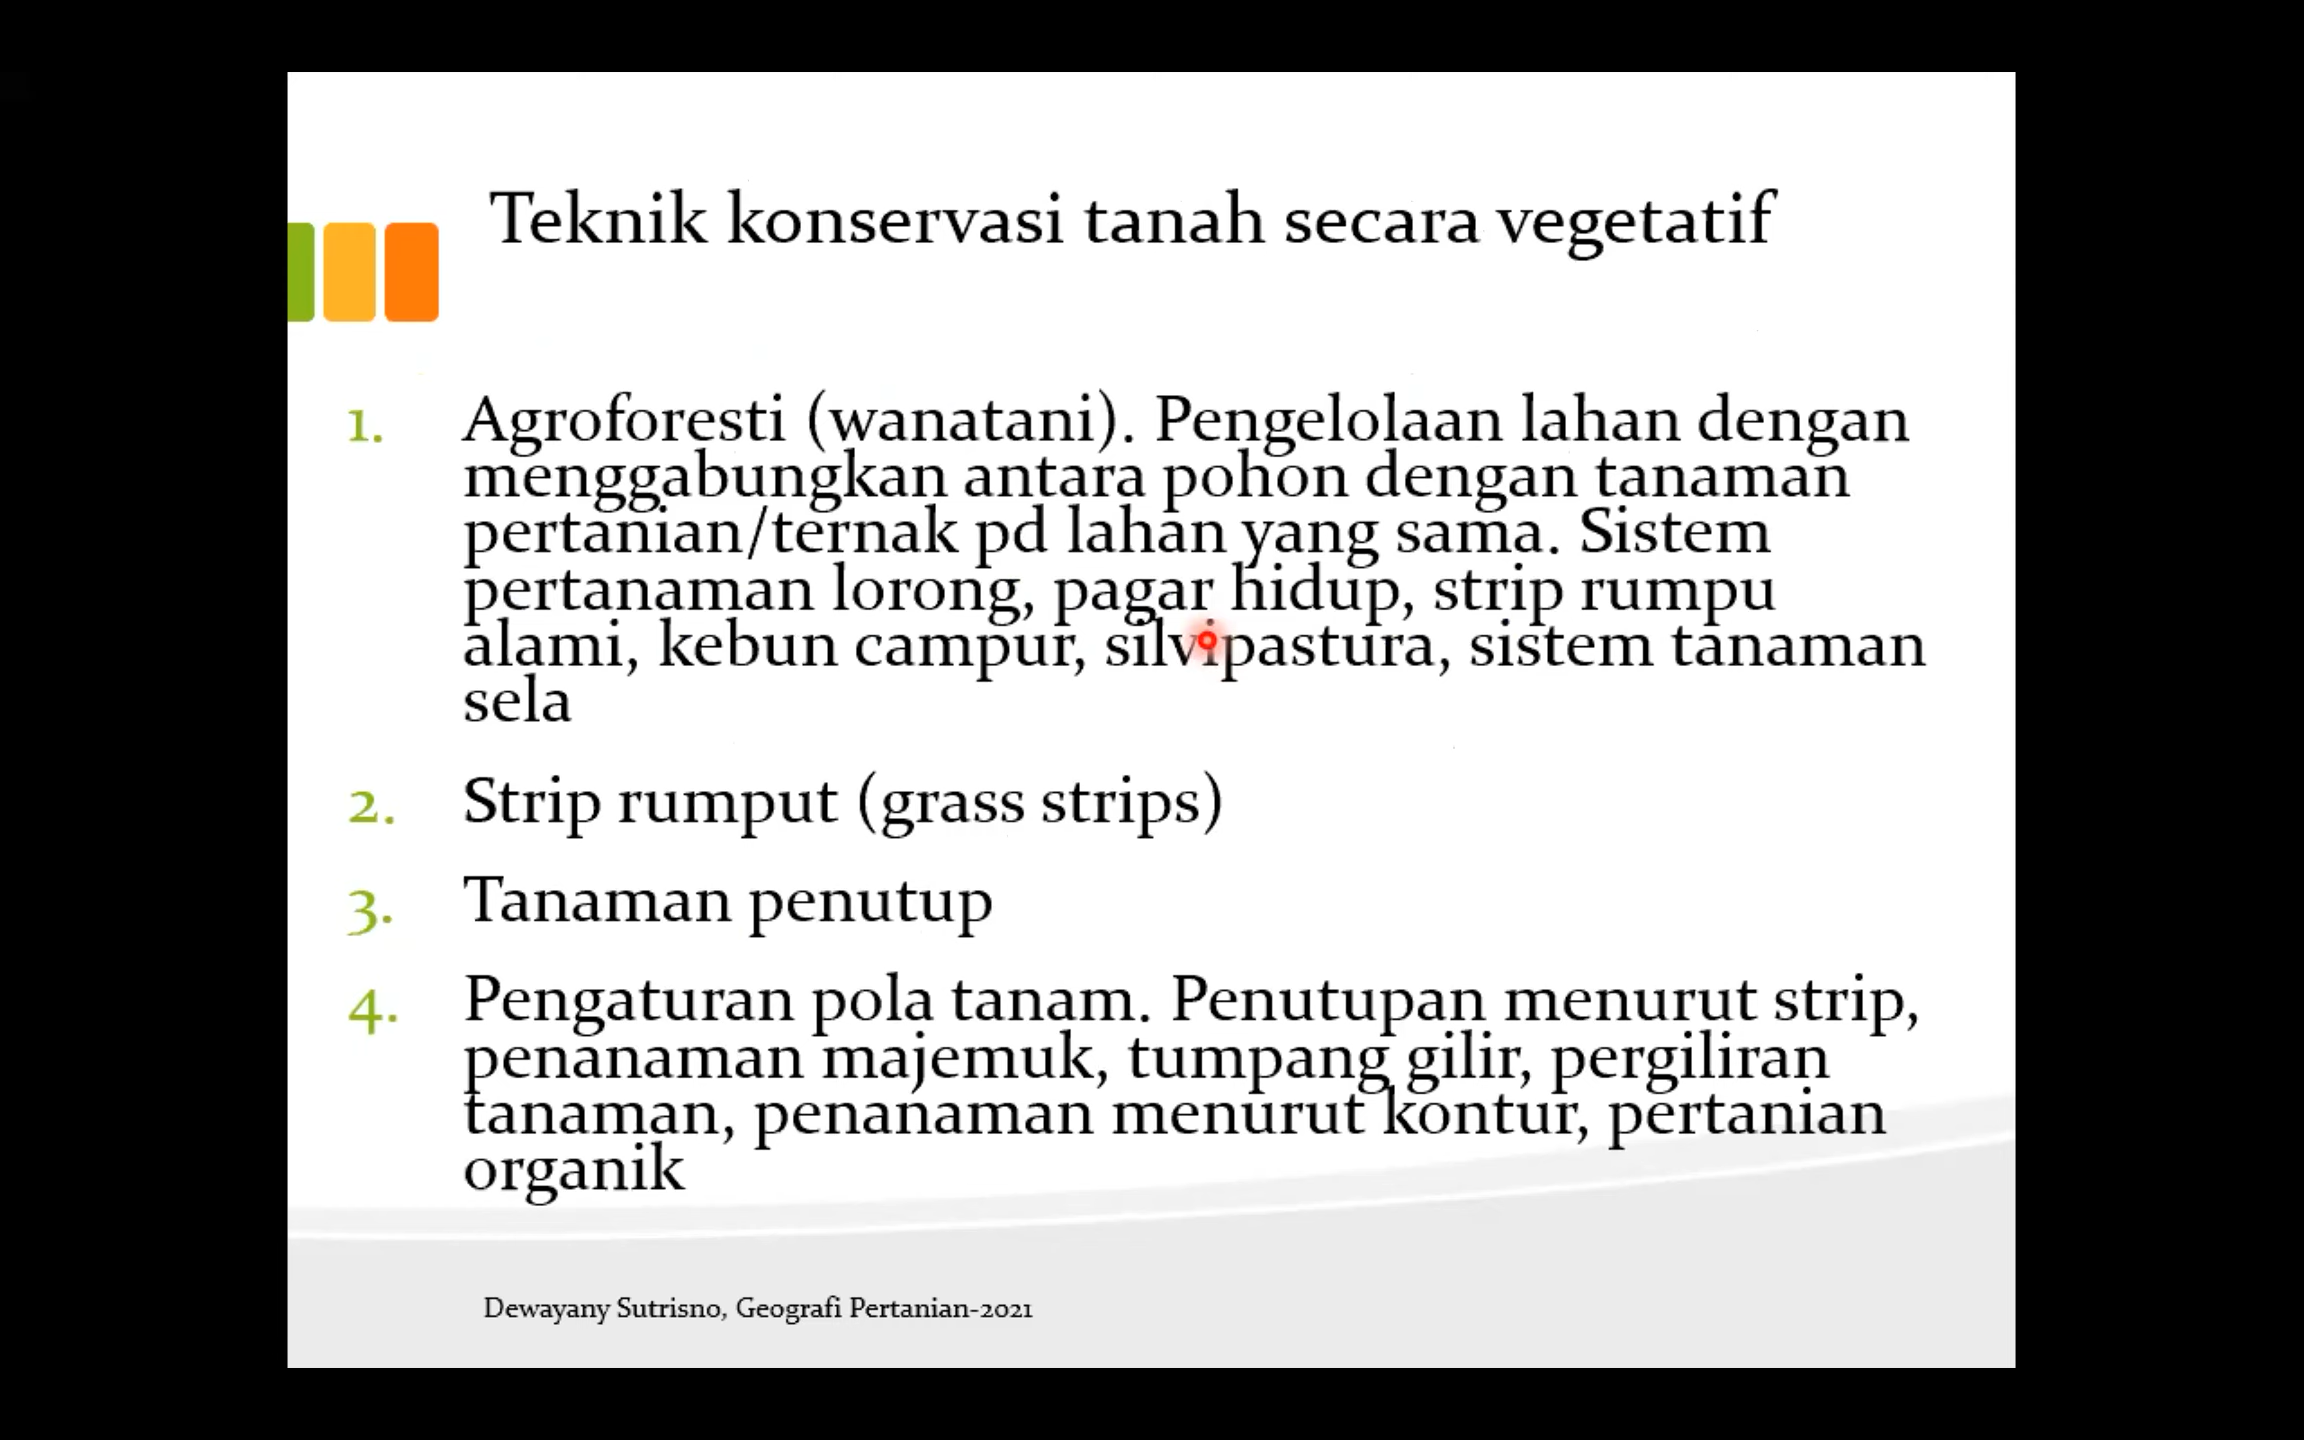 Teknik konservasi tanah secara vegetatif
1. Agroforesti (wanatani). Pengelolaan lahan dengan
menggabungkan antara pohon dengan tanaman
pertanian/ternak pd lahan yang sama. Sistem
pertanaman lorong, pagar hidup, strip rumpu
alami, kebun campur, silvipastura, sistem tanaman
sela
2. Strip rumput (grass strips)
3. Tanaman penutup
4. Pengaturan pola tanam. Penutupan menurut strip,
penanaman majemuk, tumpang gilir, pergiliran
tanaman, penanaman menurut kontur, pertanian
organik
Dewayany Sutrisno, Geografi Pertanian-2021